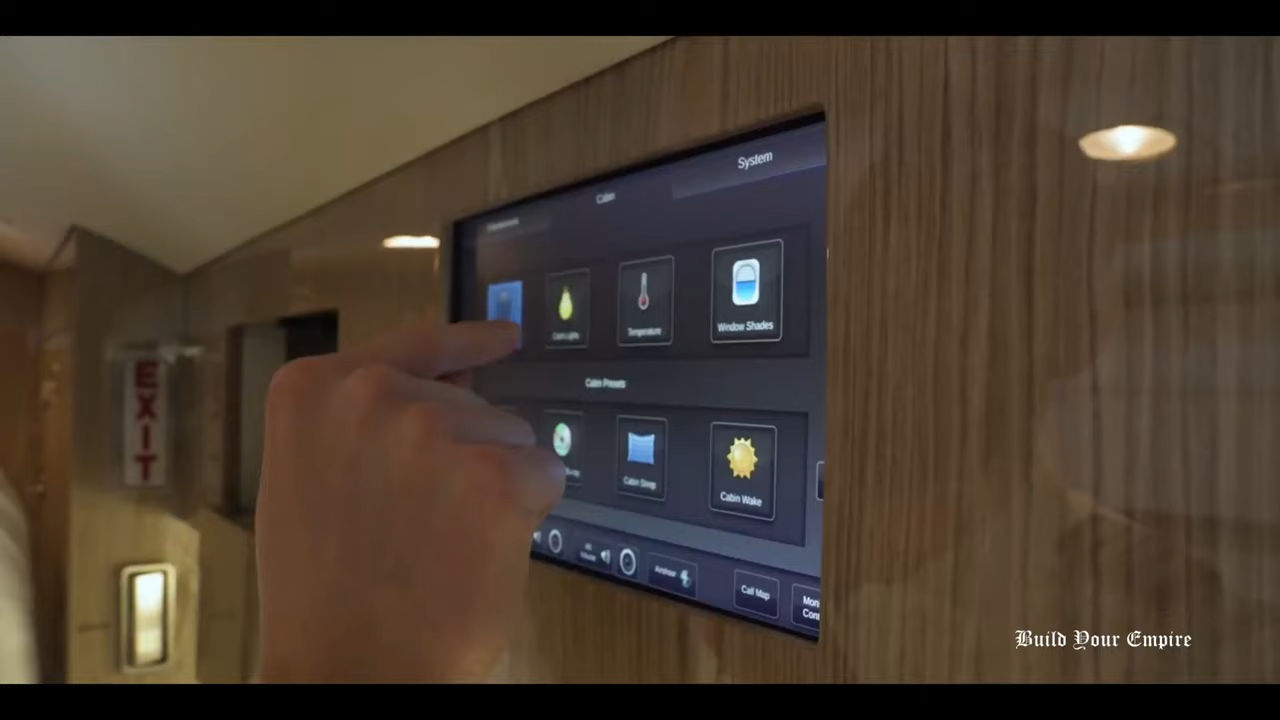 System
Cabin
EXIT
Cabin Lights
Temperature
Window Shades
Cabin Presets
Cabin Sleep
Cabin Wake
Call Map
Build Your Empire